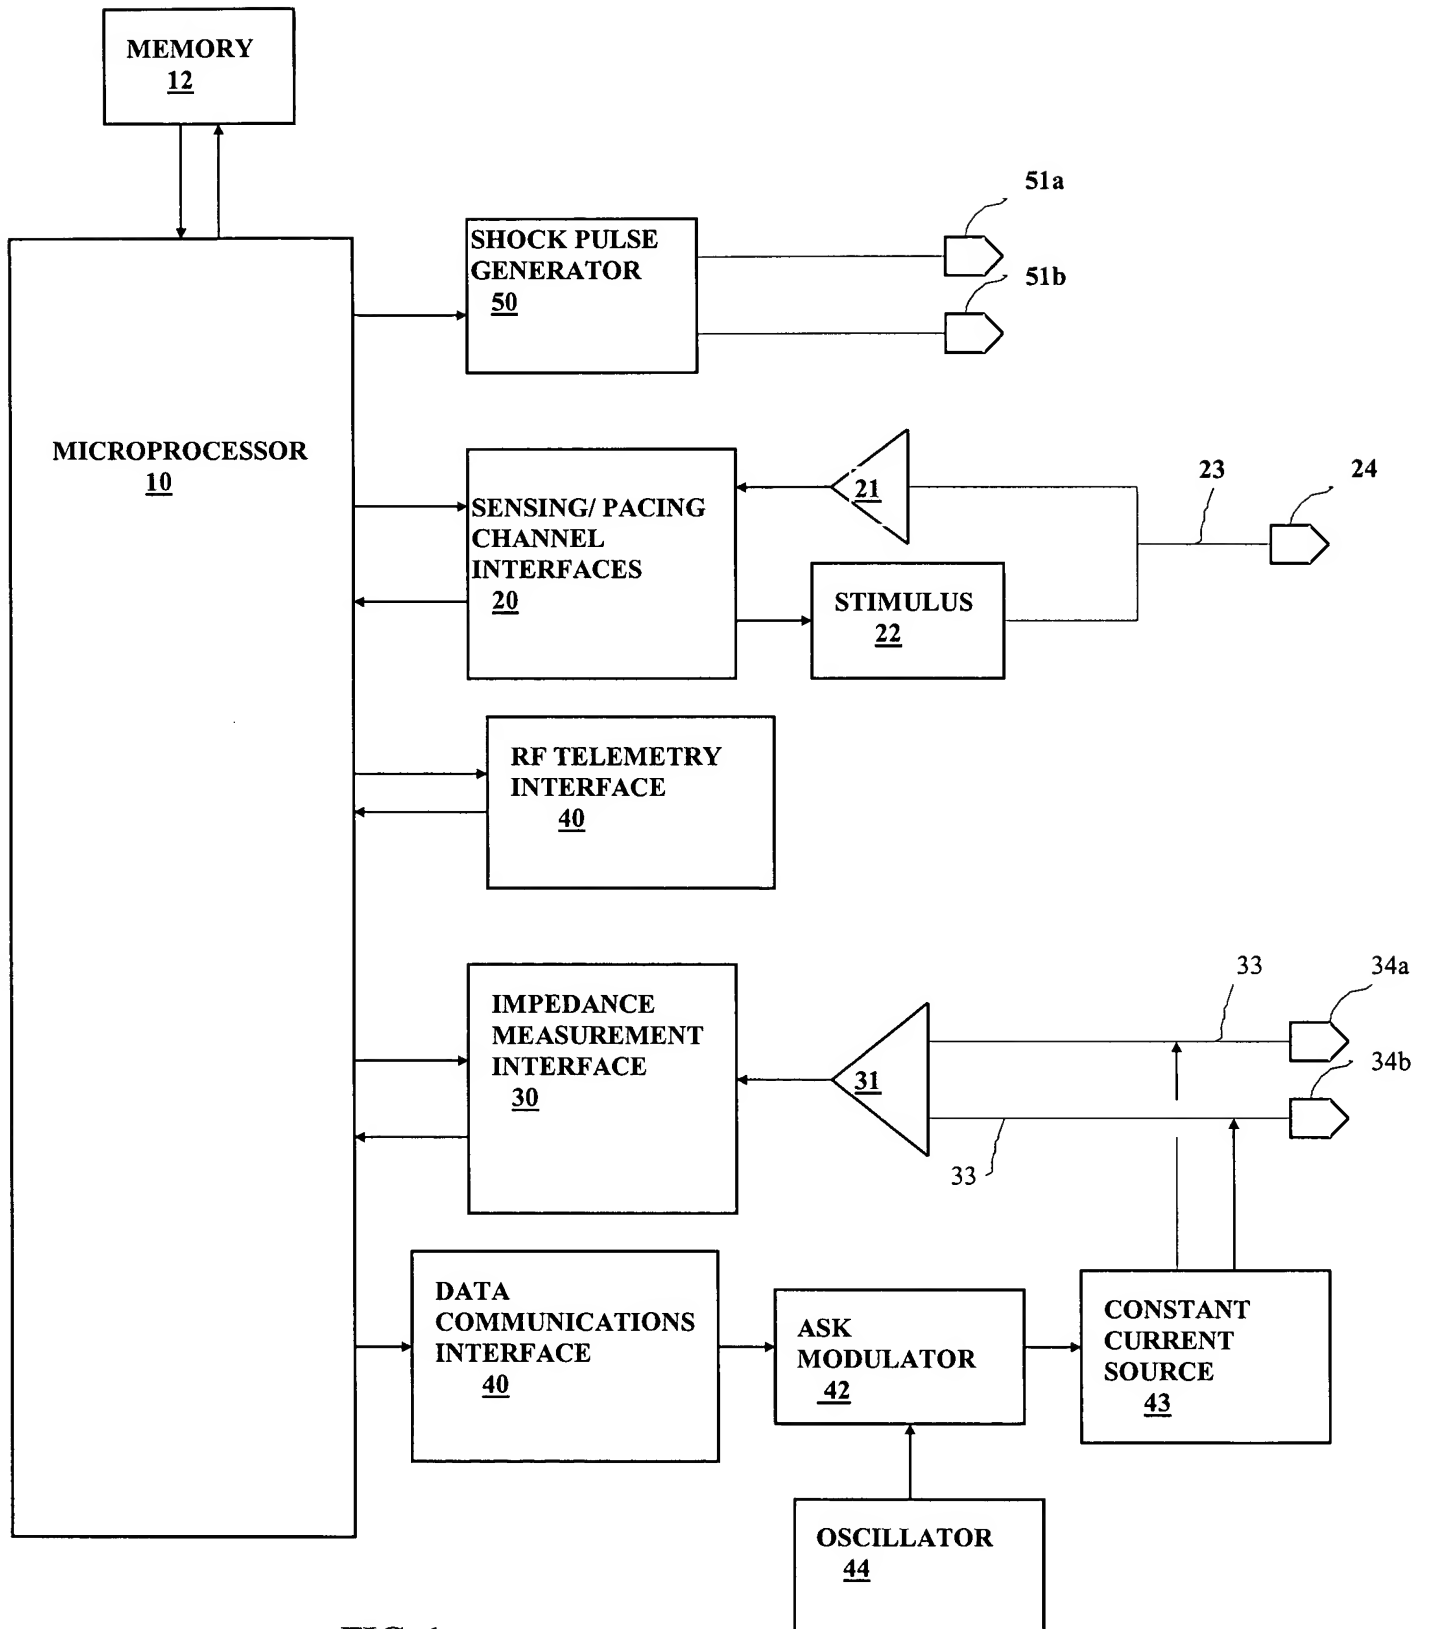 MEMORY
12
51a
SHOCK PULSE
GENERATOR
50
51b
MICROPROCESSOR
10
21
23
24
SENSING/ PACING
CHANNEL
INTERFACES
20
STIMULUS
22
RF TELEMETRY
INTERFACE
40
33
34a
IMPEDANCE
MEASUREMENT
INTERFACE
30
31
34b
33
DATA
COMMUNICATIONS
INTERFACE
40
ASK
MODULATOR
42
CONSTANT
CURRENT
SOURCE
43
OSCILLATOR
44